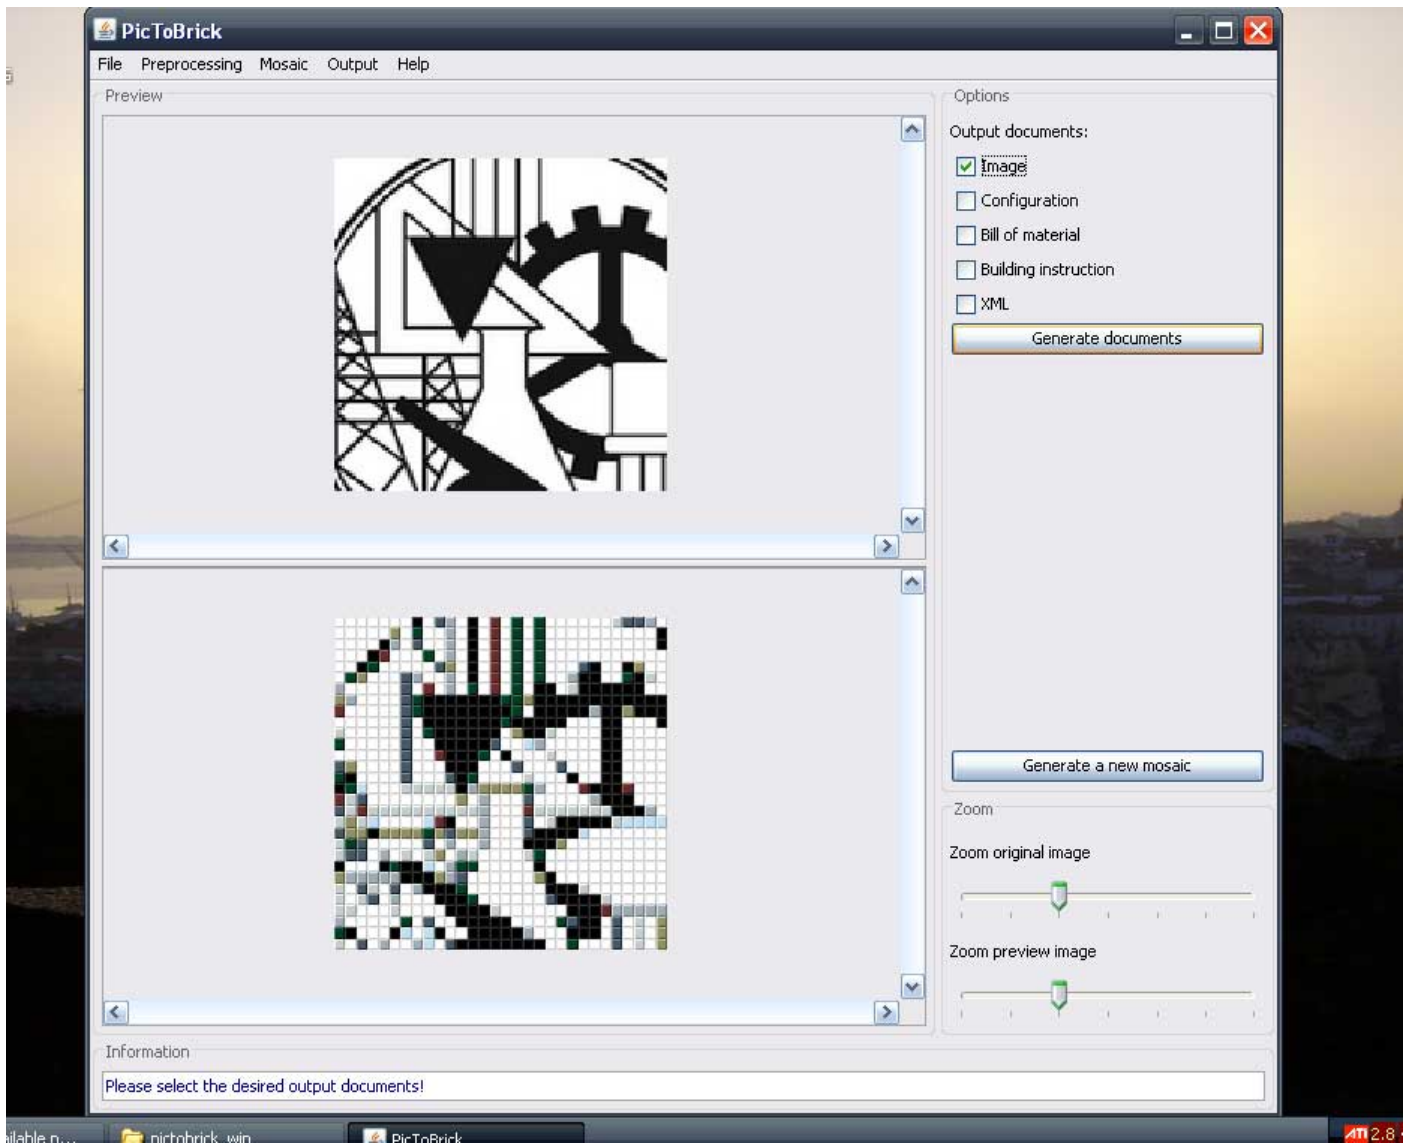 PicToBrick
File Preprocessing Mosaic Output Help
Preview
Options
Output documents:
Image
Configuration
Bill of material
Building instruction
XML
Generate documents
Generate a new mosaic
Zoom
Zoom original image
Zoom preview image
Information
Please select the desired output documents!
pictobrick_win
PicToBrick
ATI 2.8